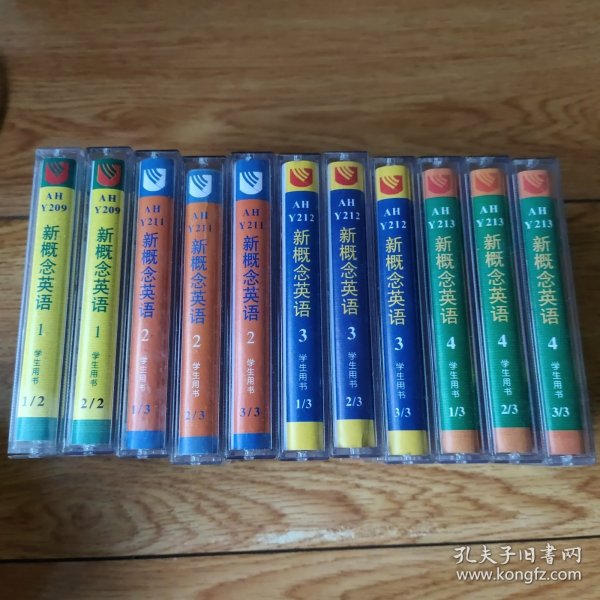 AH
Y209
新概念英语
1
学生用书
1/2
AH
Y209
新概念英语
1
学生用书
2/2
AH
Y211
新概念英语
2
学生用书
1/3
AH
Y211
新概念英语
2
学生用书
2/3
AH
Y211
新概念英语
2
学生用书
3/3
AH
Y212
新概念英语
3
学生用书
1/3
AH
Y212
新概念英语
3
学生用书
2/3
AH
Y212
新概念英语
3
学生用书
3/3
AH
Y213
新概念英语
4
学生用书
1/3
AH
Y213
新概念英语
4
学生用书
2/3
AH
Y213
新概念英语
4
学生用书
3/3
孔夫子旧书网
www.kongfz.com